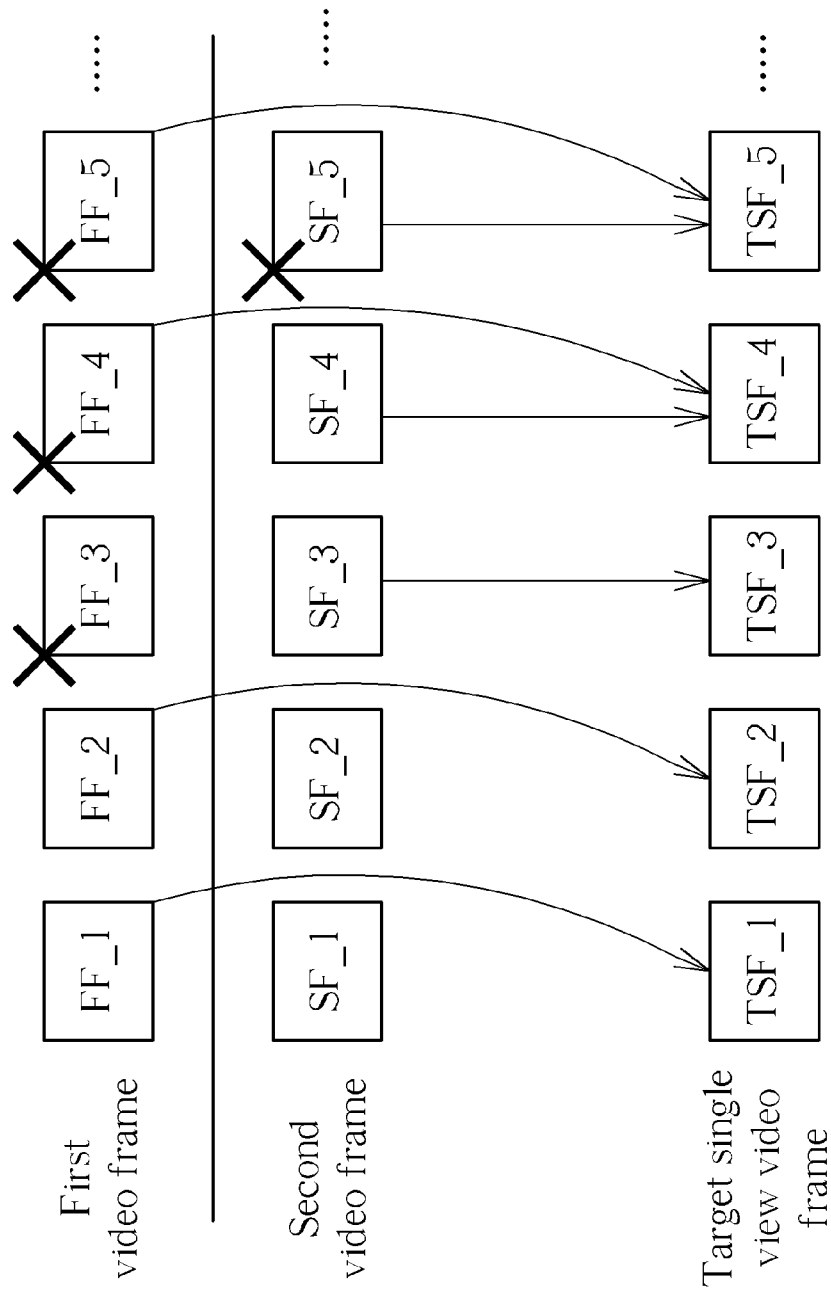 First
video frame
FF_1
FF_2
FF_3
FF_4
FF_5
.....
Second
video frame
SF_1
SF_2
SF_3
SF_4
SF_5
.....
Target single
view video
frame
TSF_1
TSF_2
TSF_3
TSF_4
TSF_5
.....